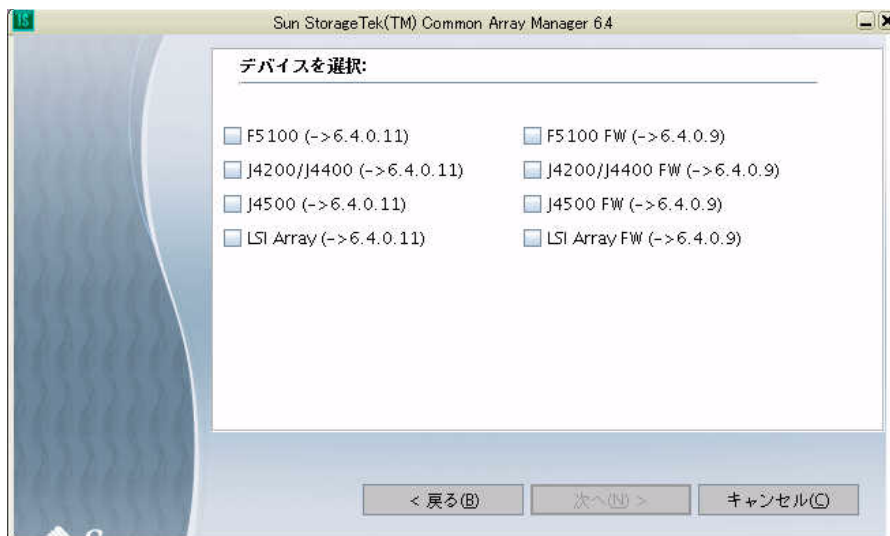 IS
Sun StorageTek(TM) Common Array Manager 6.4
デバイスを選択:
F5100 (->6.4.0.11)
F5100 FW (->6.4.0.9)
J4200/J4400 (->6.4.0.11)
J4200/J4400 FW (->6.4.0.9)
J4500 (->6.4.0.11)
J4500 FW (->6.4.0.9)
LSI Array (->6.4.0.11)
LSI Array FW (->6.4.0.9)
< 戻る(B)
次へ(N) >
キャンセル(C)